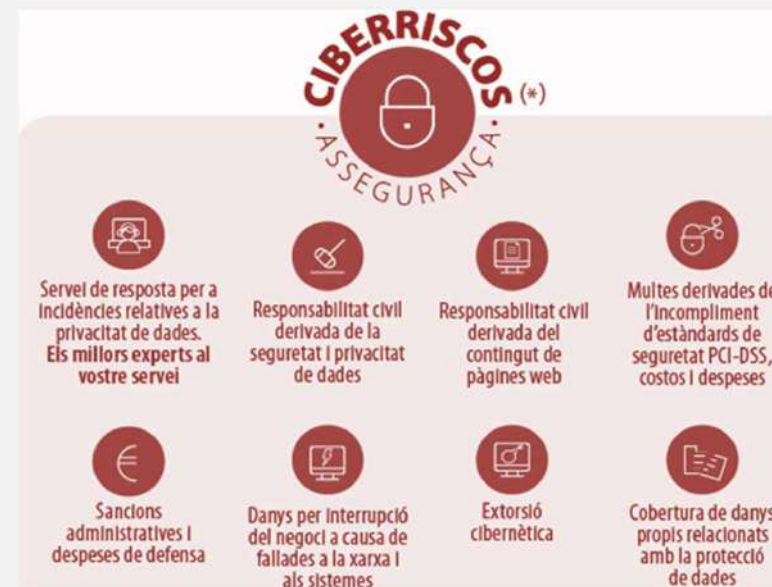 CIBERRISCOS (*)
· ASSEGURANÇA ·
Servei de resposta per a
incidències relatives a la
privacitat de dades.
Els millors experts al
vostre servei
Responsabilitat civil
derivada de la
seguretat i privacitat
de dades
Responsabilitat civil
derivada del
contingut de
pàgines web
Multes derivades de
l'incompliment
d'estàndards de
seguretat PCI-DSS,
costos i despeses
Sancions
administratives i
despeses de defensa
Danys per interrupció
del negoci a causa de
fallades a la xarxa i
als sistemes
Extorsió
cibernètica
Cobertura de danys
propis relacionats
amb la protecció
de dades